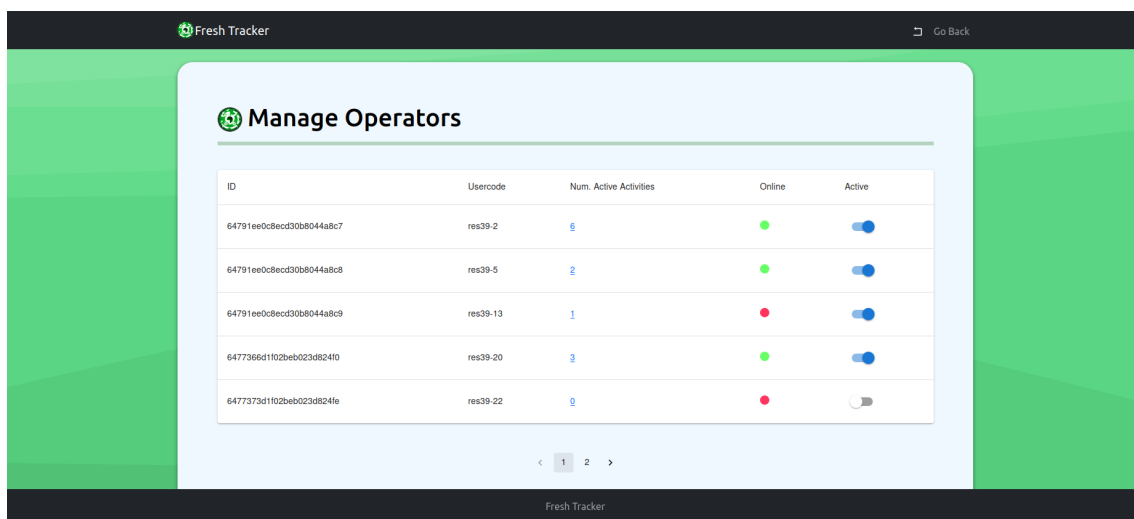 Fresh Tracker Go Back
Manage Operators
ID Usercode Num. Active Activities Online Active
64791ee0c8ecd30b8044a8c7 res39-2 6
64791ee0c8ecd30b8044a8c8 res39-5 2
64791ee0c8ecd30b8044a8c9 res39-13 1
6477366d1f02beb023d824f0 res39-20 3
6477373d1f02beb023d824fe res39-22 0
‹ 1 2 ›
Fresh Tracker